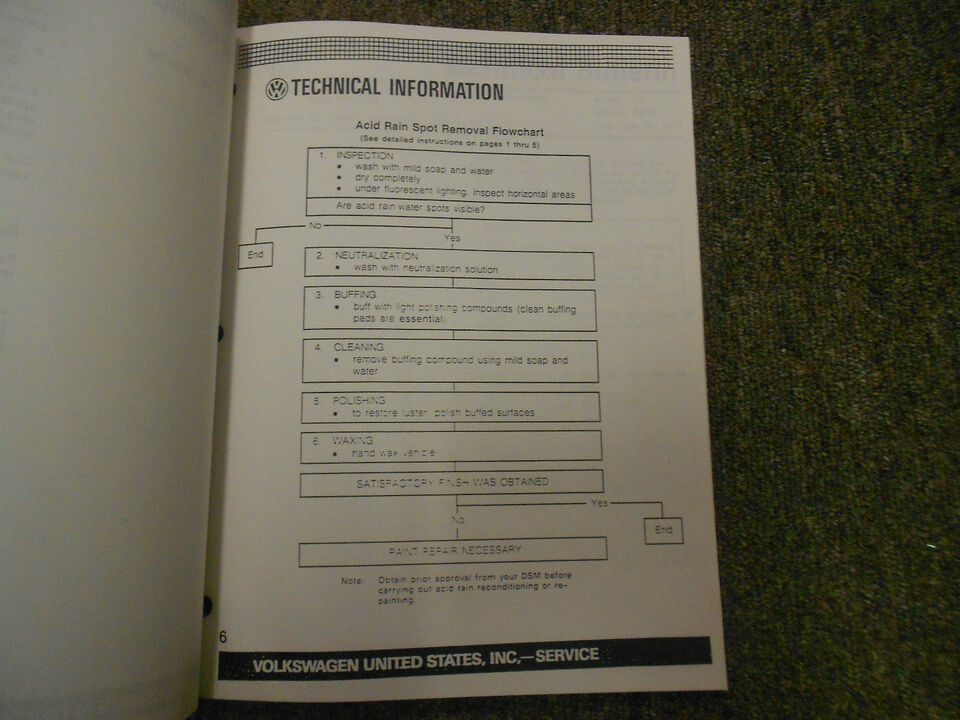 TECHNICAL INFORMATION
Acid Rain Spot Removal Flowchart
(See detailed instructions on pages 1 thru 5)
1. INSPECTION
• wash with mild soap and water
• dry completely
• under fluorescent lighting, inspect horizontal areas
Are acid rain water spots visible?
No
Yes
End
2. NEUTRALIZATION
• wash with neutralization solution
3. BUFFING
• buff with light polishing compounds (clean buffing
pads are essential)
4. CLEANING
• remove buffing compound using mild soap and
water
5 POLISHING
• to restore luster, polish buffed surfaces
6. WAXING
• hand wax vehicle
SATISFACTORY FINISH WAS OBTAINED
Yes
No
End
PAINT REPAIR NECESSARY
Note: Obtain prior approval from your DSM before
carrying out acid rain reconditioning or re-
painting.
6
VOLKSWAGEN UNITED STATES, INC,—SERVICE